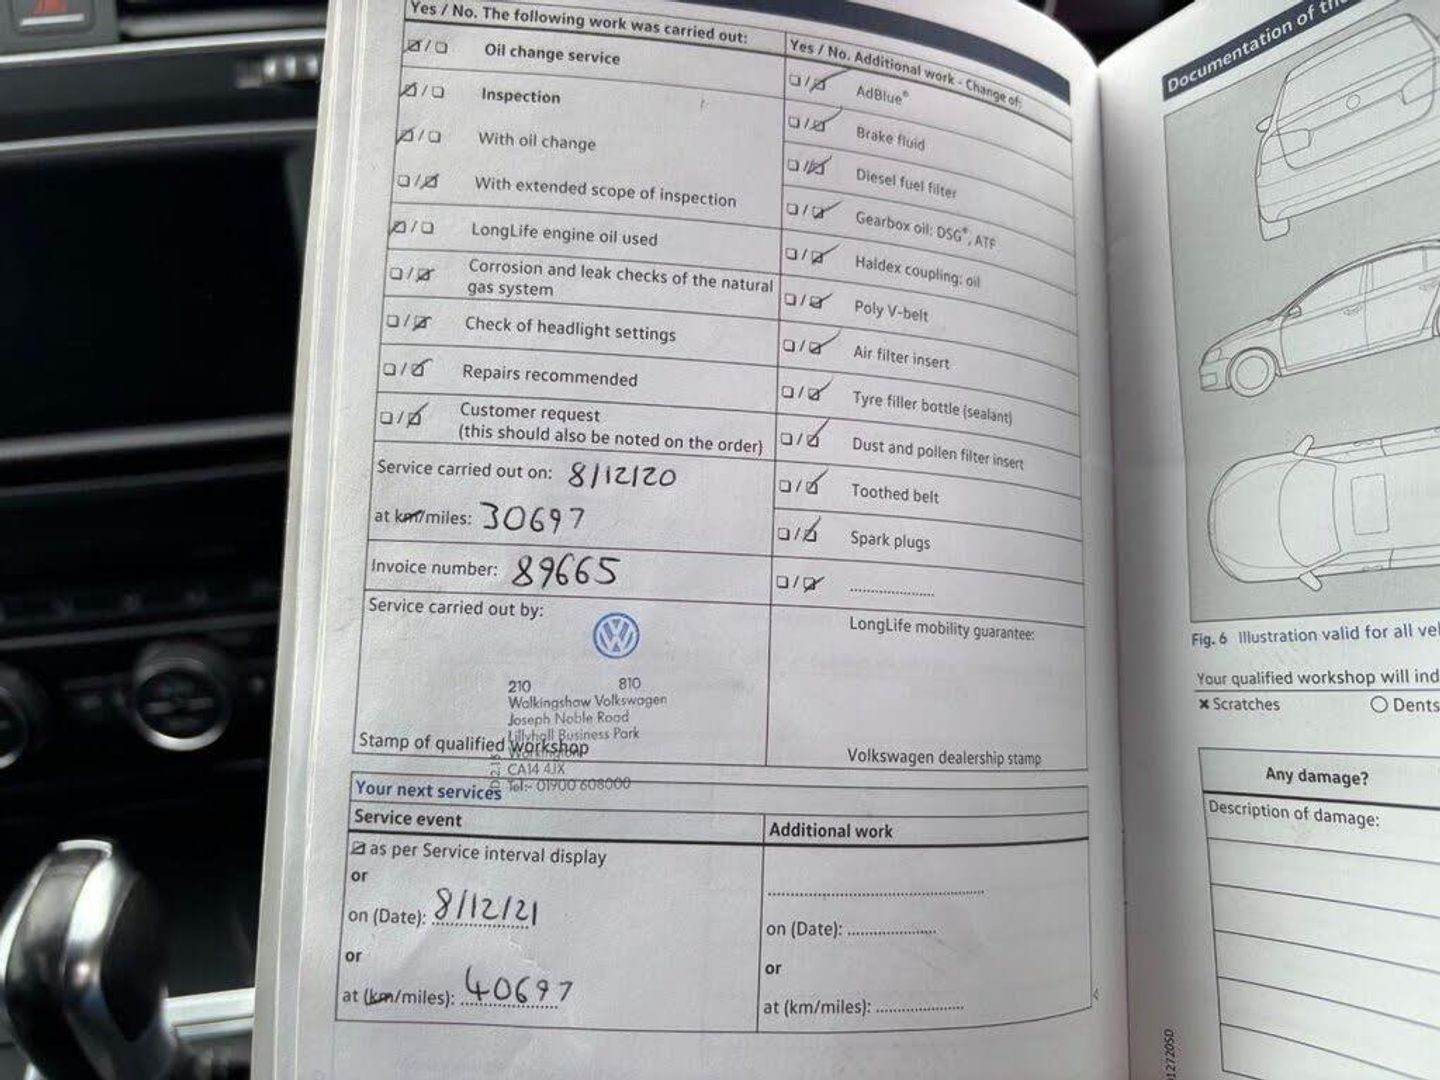 Yes / No. The following work was carried out:
Oil change service
Inspection
With oil change
With extended scope of inspection
LongLife engine oil used
Corrosion and leak checks of the natural
gas system
Check of headlight settings
Repairs recommended
Customer request
(this should also be noted on the order)
Service carried out on: 8/12/20
at km/miles: 30697
Invoice number: 89665
Service carried out by:
210 810
Walkingshaw Volkswagen
Joseph Noble Road
Lillyhall Business Park
Workington
CA14 4JX
Tel:- 01900 608000
Stamp of qualified workshop
Yes / No. Additional work - Change of:
AdBlue®
Brake fluid
Diesel fuel filter
Gearbox oil: DSG®, ATF
Haldex coupling: oil
Poly V-belt
Air filter insert
Tyre filler bottle (sealant)
Dust and pollen filter insert
Toothed belt
Spark plugs
....................
LongLife mobility guarantee:
Volkswagen dealership stamp
Your next services
Service event
as per Service interval display
or
on (Date): 8/12/21
or
at (km/miles): 40697
Additional work
on (Date): ....................
or
at (km/miles): ....................
Documentation of
Fig. 6 Illustration valid for all
Your qualified workshop will
× Scratches
Dents
Any damage?
Description of damage:
012720SD